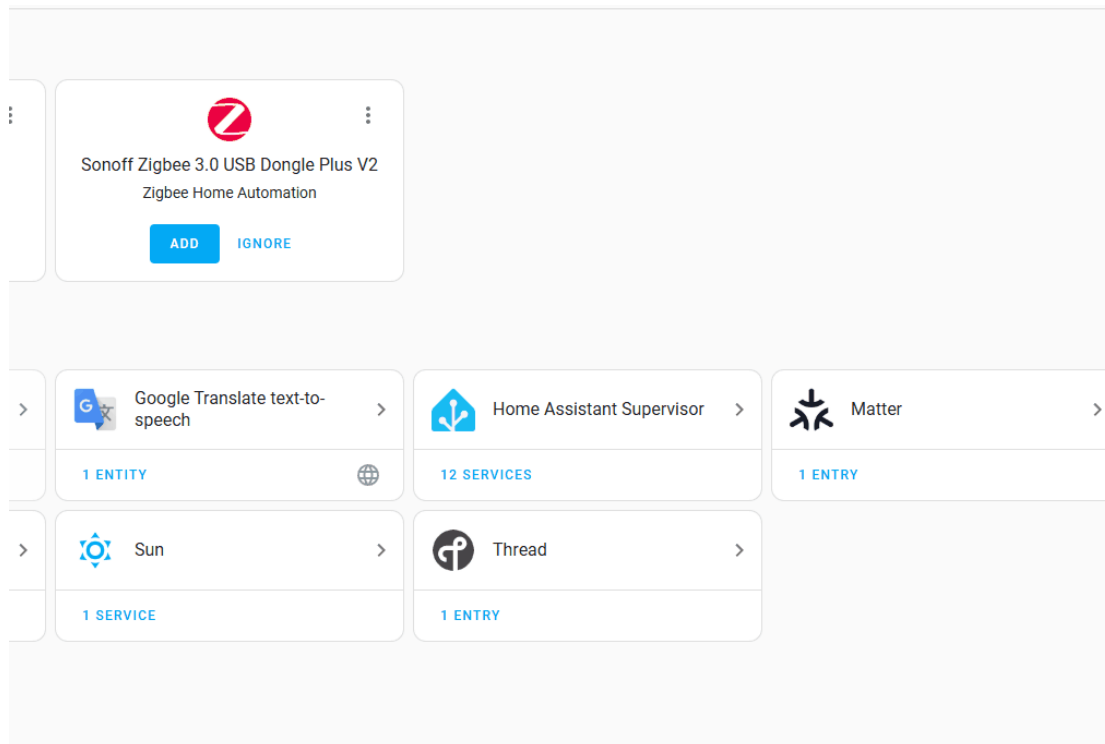 Sonoff Zigbee 3.0 USB Dongle Plus V2
Zigbee Home Automation
ADD IGNORE
Google Translate text-to-
speech
1 ENTITY
Home Assistant Supervisor
12 SERVICES
Matter
1 ENTRY
Sun
1 SERVICE
Thread
1 ENTRY